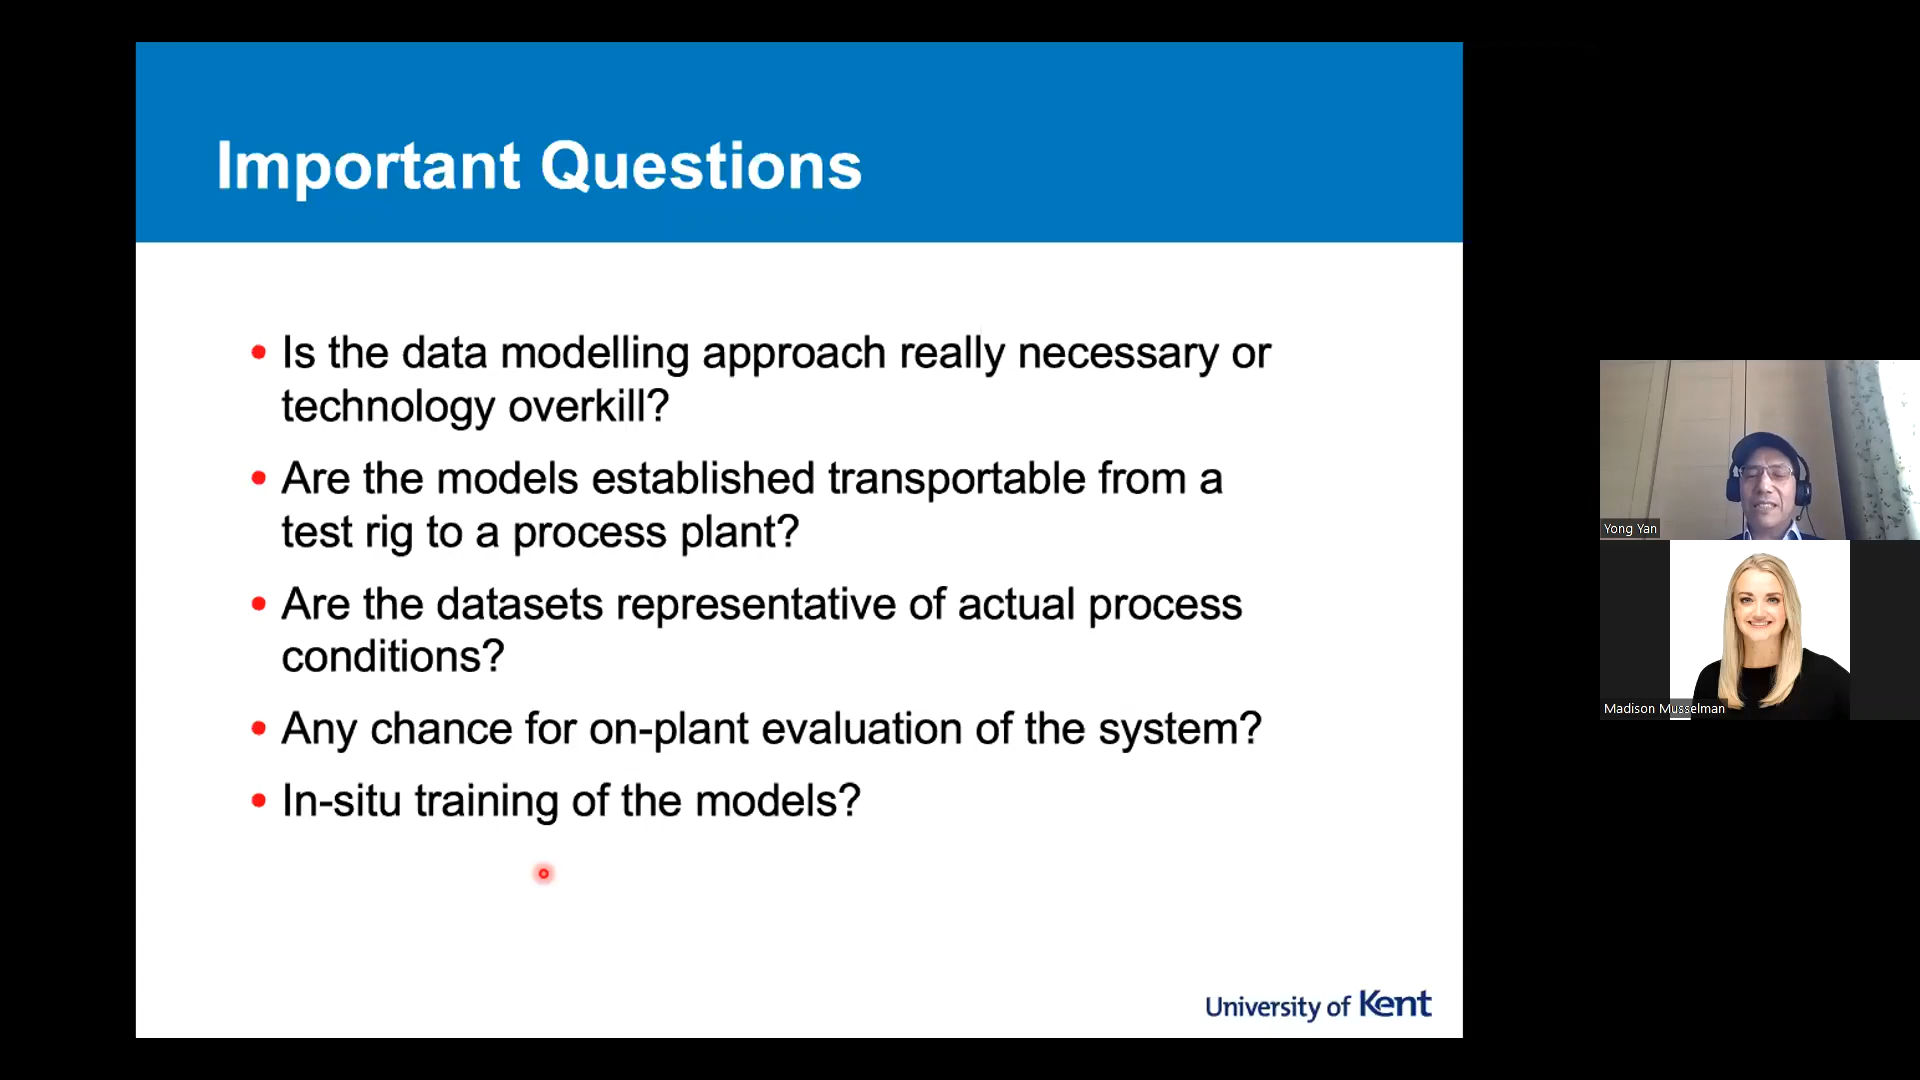 Important Questions
• Is the data modelling approach really necessary or
technology overkill?
• Are the models established transportable from a
test rig to a process plant?
• Are the datasets representative of actual process
conditions?
• Any chance for on-plant evaluation of the system?
• In-situ training of the models?
University of Kent
Yong Yan
Madison Musselman